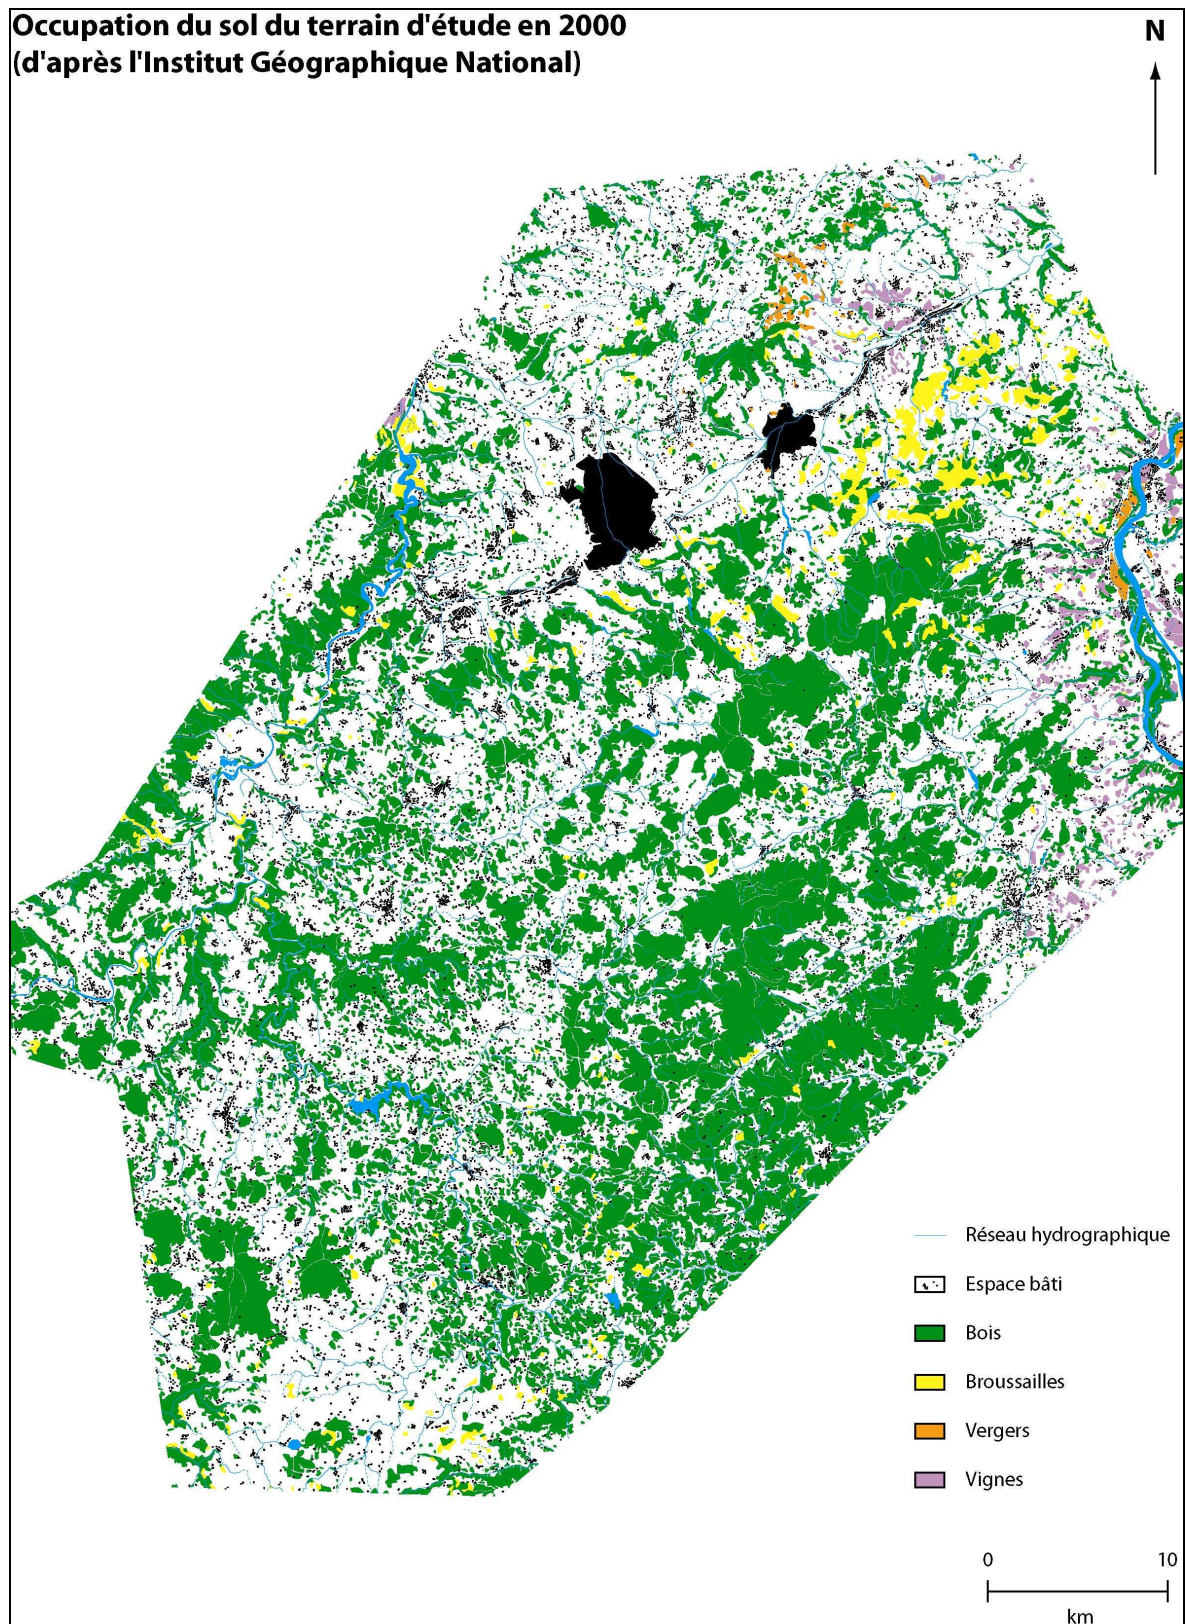 Occupation du sol du terrain d'étude en 2000
(d'après l'Institut Géographique National)
N
Réseau hydrographique
Espace bâti
Bois
Broussailles
Vergers
Vignes
0 10
km